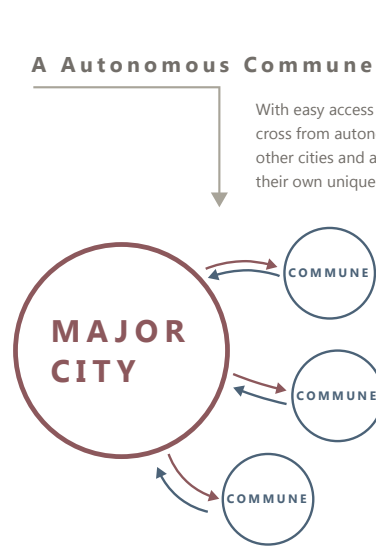 A Autonomous Commune
With easy access
cross from auton
other cities and a
their own unique
COMMUNE
MAJOR
CITY
COMMUNE
COMMUNE